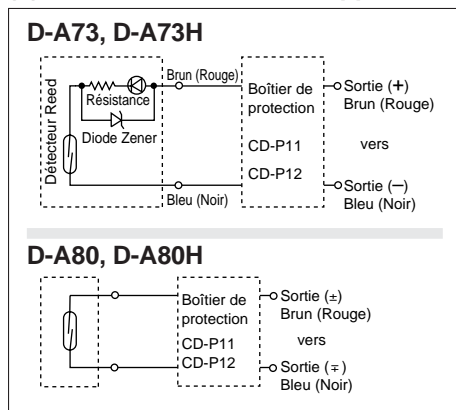 D-A73, D-A73H
Détecteur Reed
Résistance
Diode Zener
Brun (Rouge)
Bleu (Noir)
Boîtier de
protection
CD-P11
CD-P12
Sortie (+)
Brun (Rouge)
vers
Sortie (−)
Bleu (Noir)
D-A80, D-A80H
Boîtier de
protection
CD-P11
CD-P12
Sortie (±)
Brun (Rouge)
vers
Sortie (∓)
Bleu (Noir)